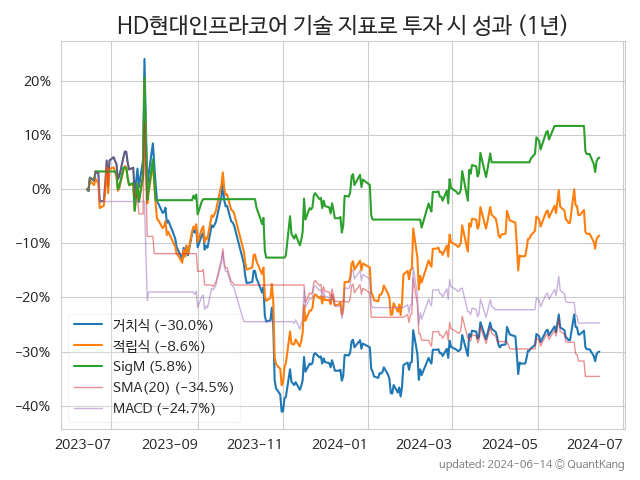 HD현대인프라코어 기술 지표로 투자 시 성과 (1년)
20%
10%
0%
−10%
−20%
−30%
−40%
거치식 (−30.0%)
적립식 (−8.6%)
SigM (5.8%)
SMA(20) (−34.5%)
MACD (−24.7%)
2023-07 2023-09 2023-11 2024-01 2024-03 2024-05 2024-07
updated: 2024-06-14 © QuantKang